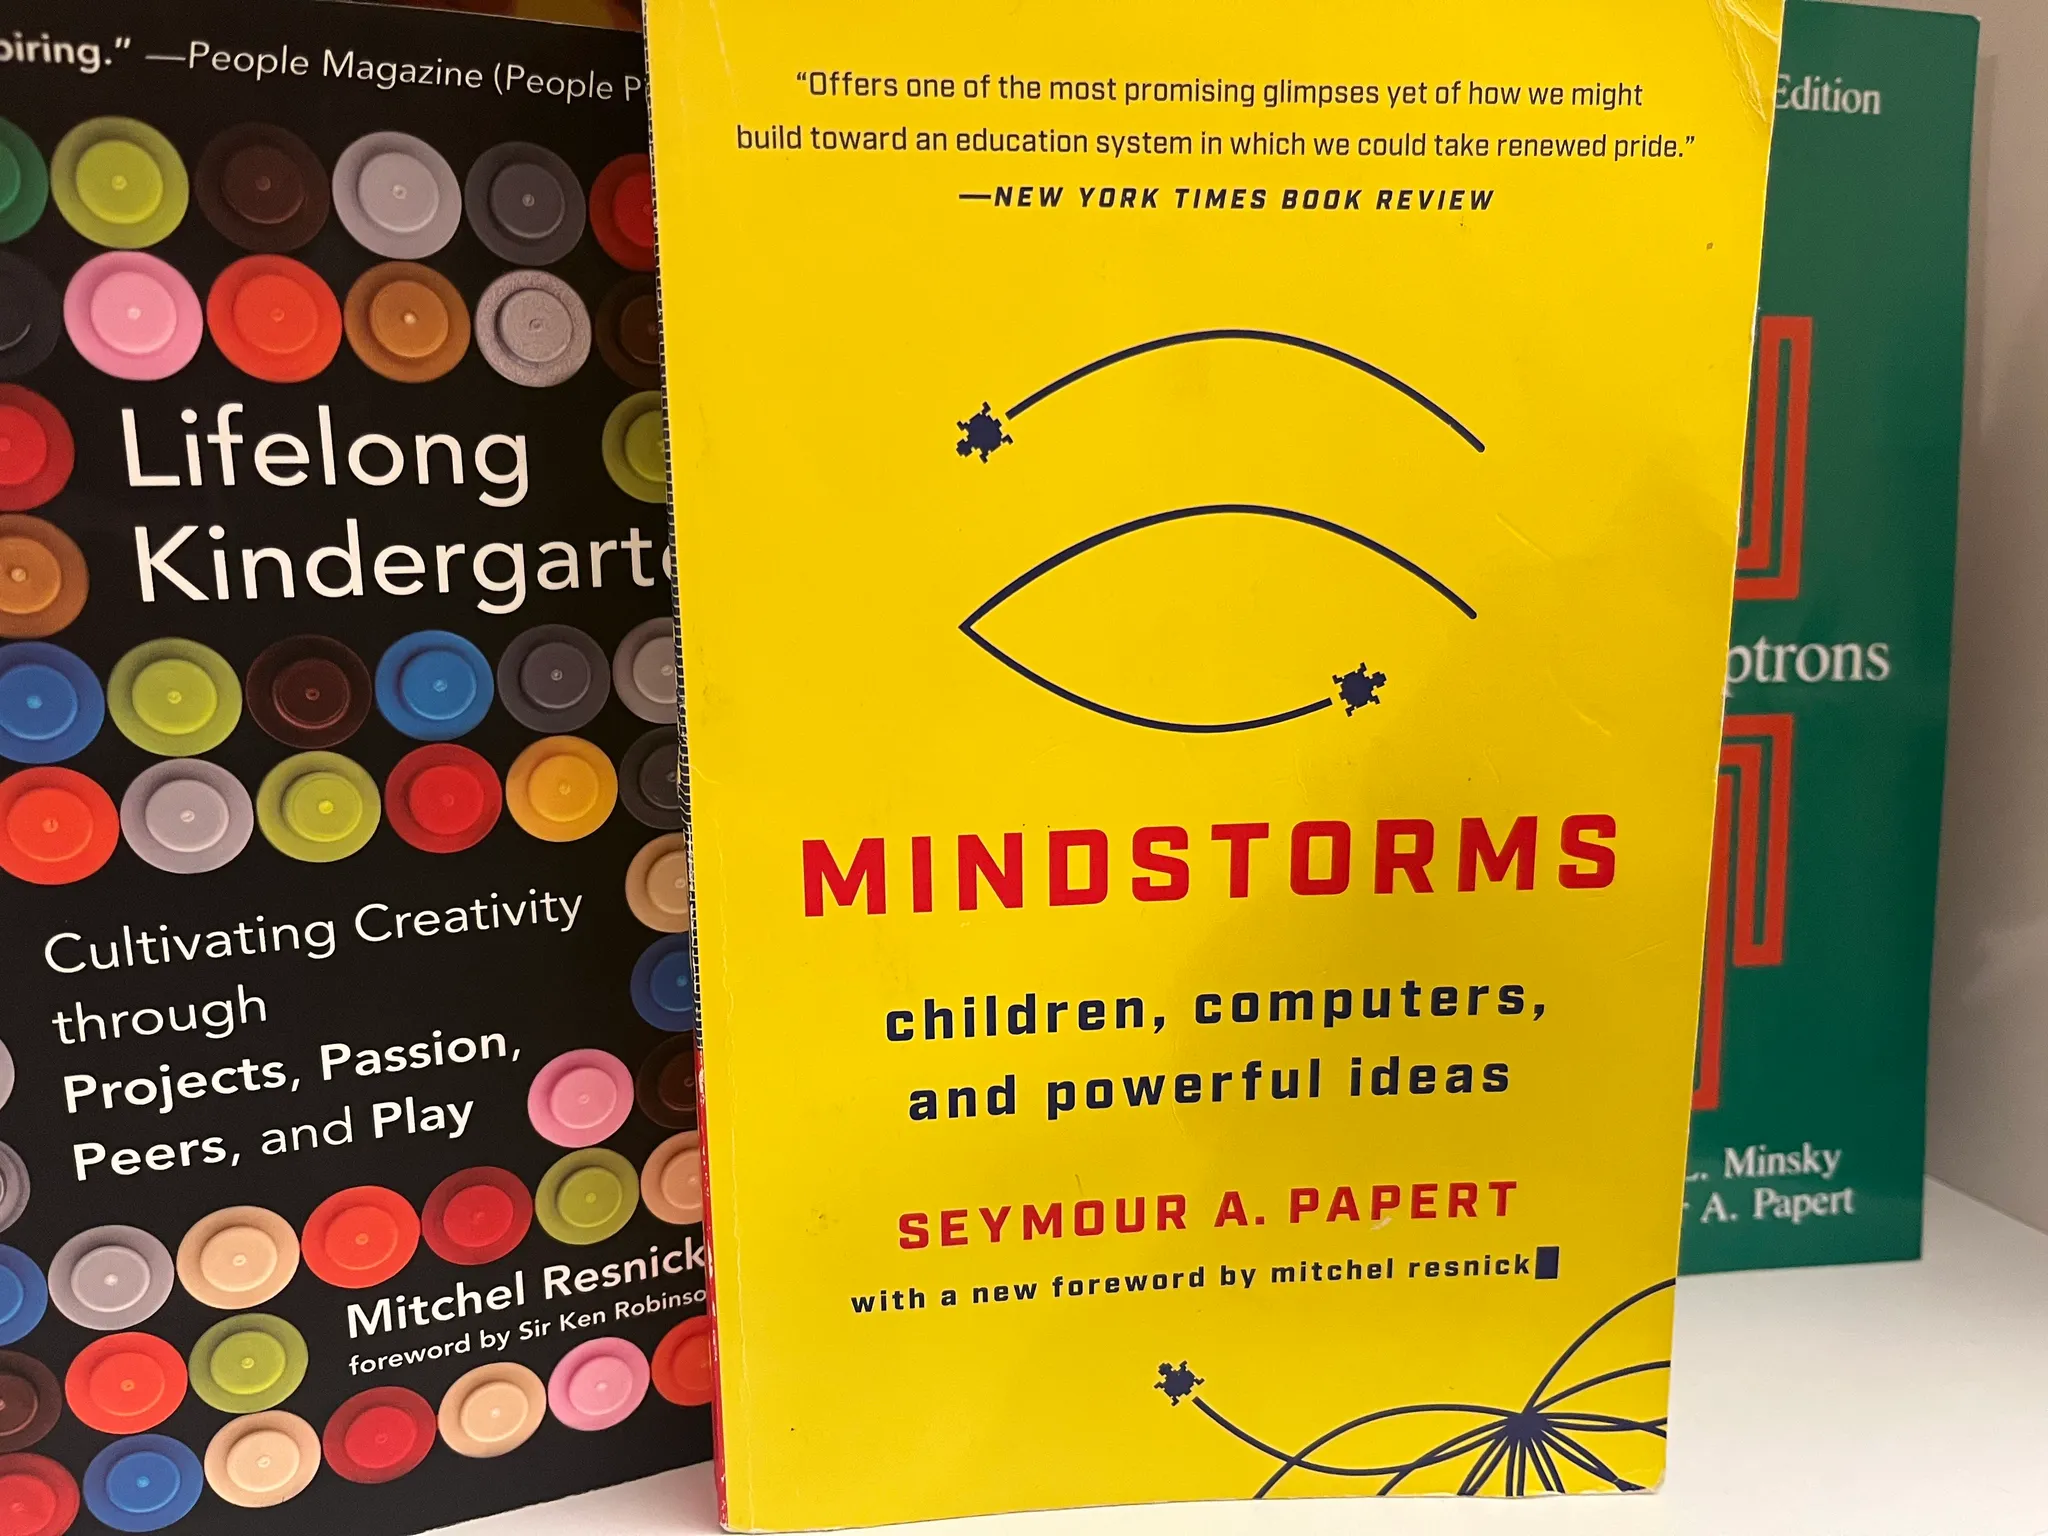 piring.” —People Magazine (People P
Lifelong
Kindergarte
Cultivating Creativity
through
Projects, Passion,
Peers, and Play
Mitchel Resnick
foreword by Sir Ken Robinso
“Offers one of the most promising glimpses yet of how we might
build toward an education system in which we could take renewed pride.”
—NEW YORK TIMES BOOK REVIEW
MINDSTORMS
children, computers,
and powerful ideas
SEYMOUR A. PAPERT
with a new foreword by mitchel resnick
Edition
ptrons
L. Minsky
r A. Papert